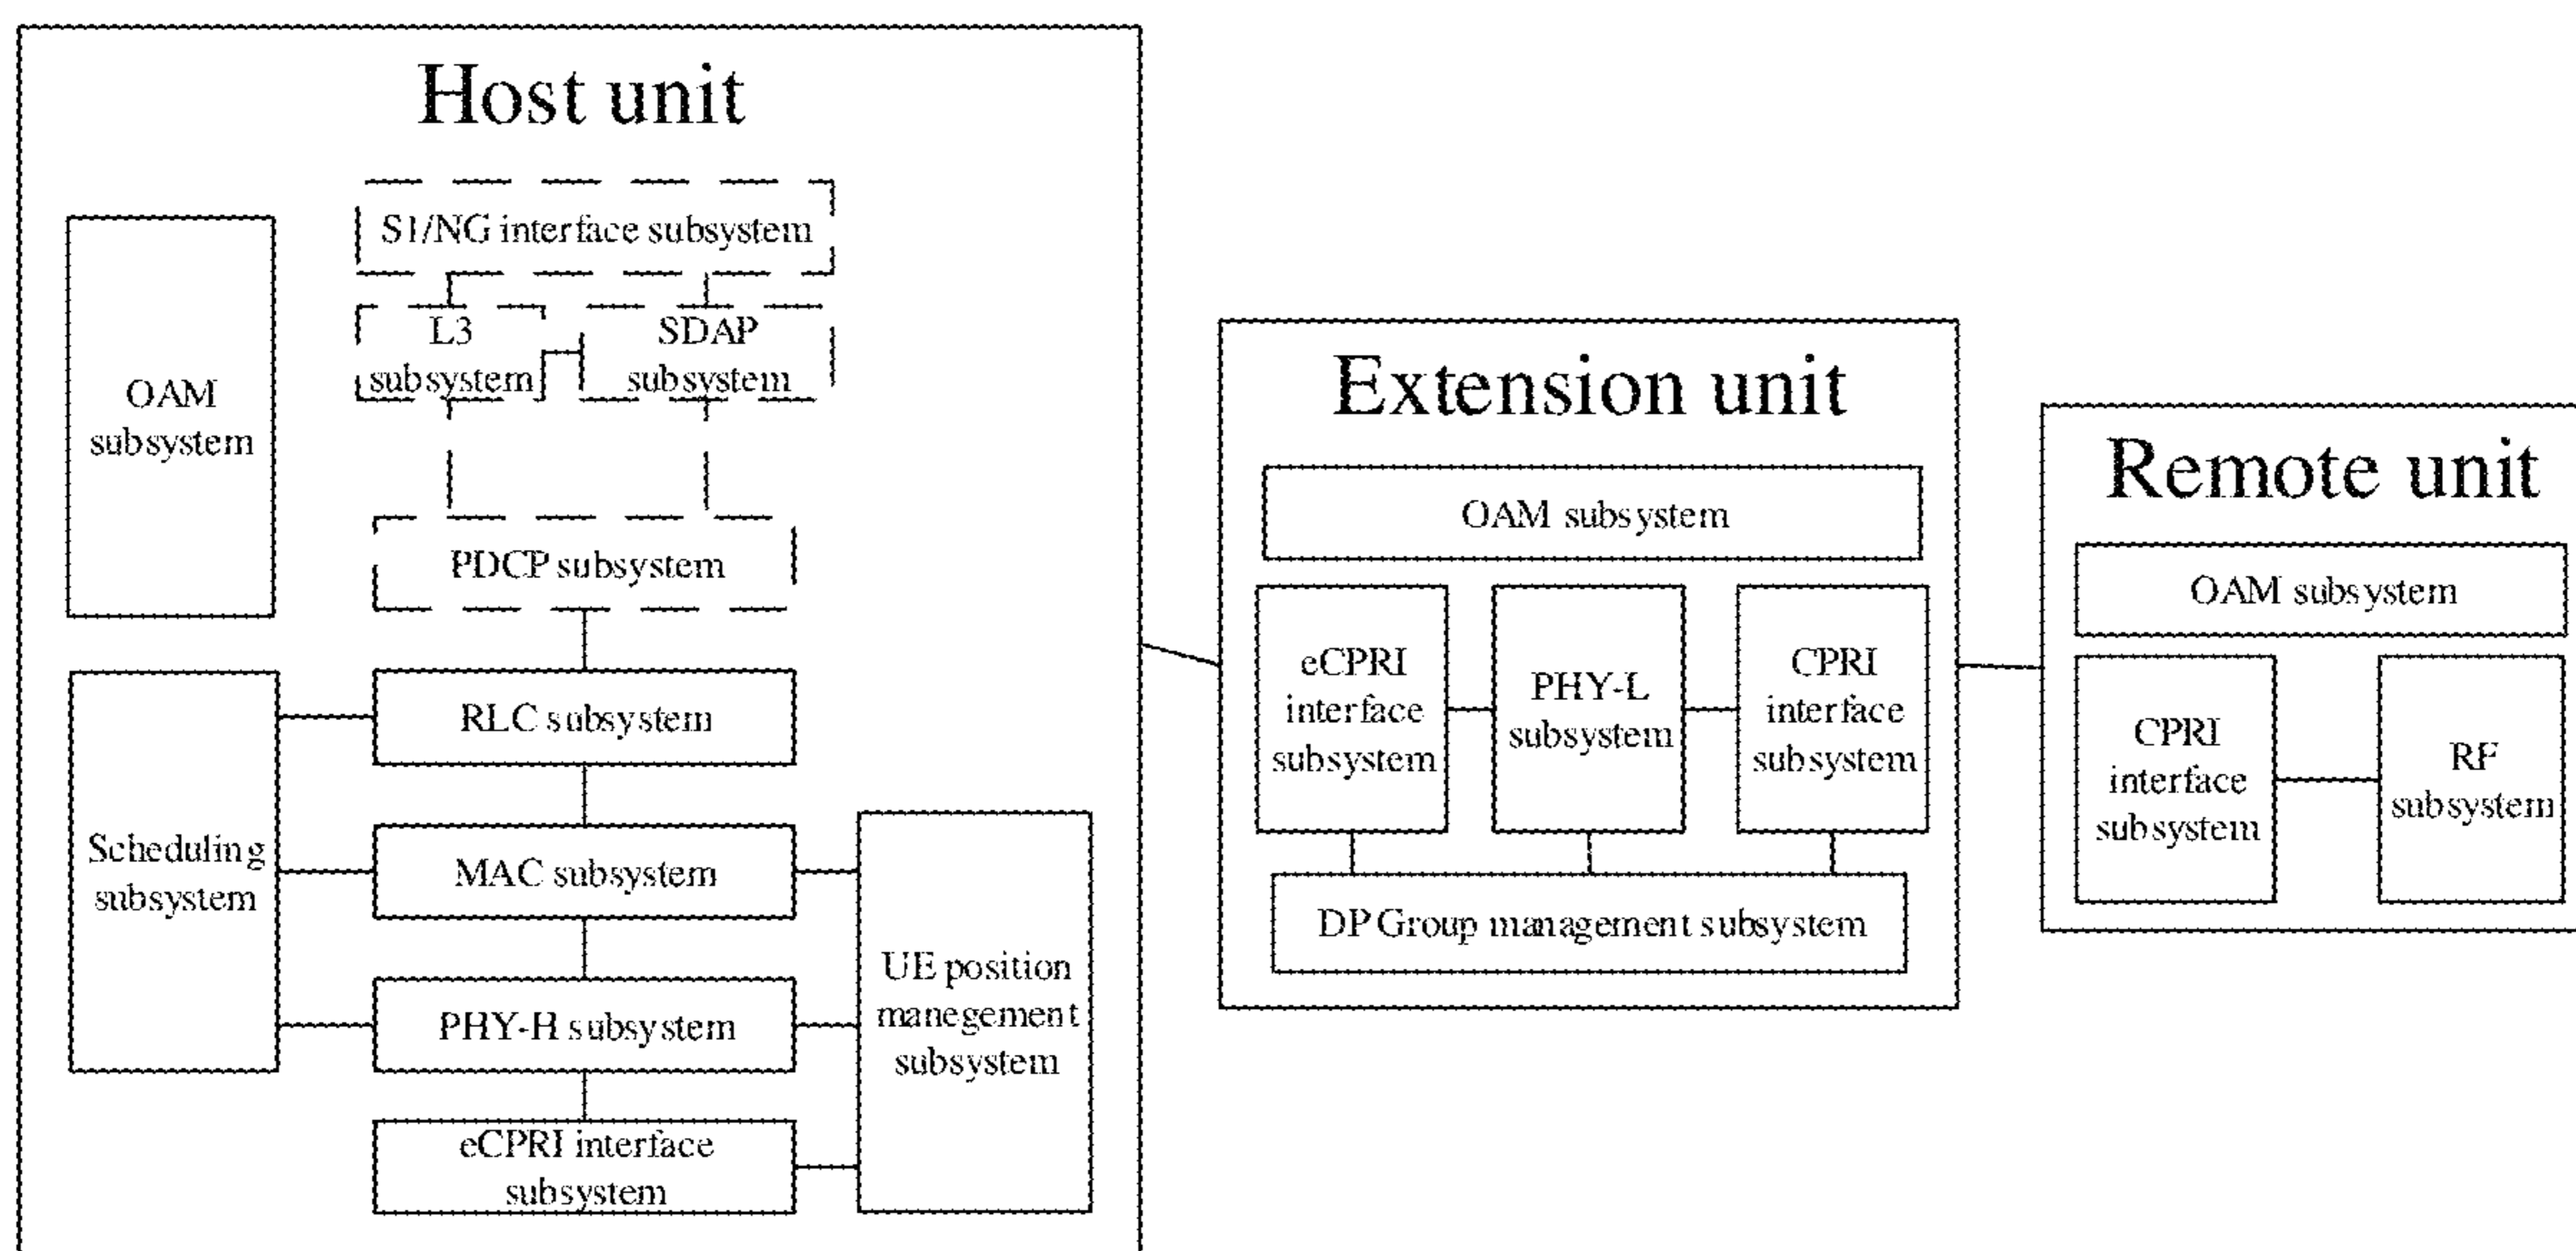 Host unit
S1/NG interface subsystem
L3
subsystem
SDAP
subsystem
OAM
subsystem
PDCP subsystem
RLC subsystem
Scheduling
subsystem
MAC subsystem
UE position
manegement
subsystem
PHY-H subsystem
eCPRI interface
subsystem
Extension unit
OAM subsystem
eCPRI
interface
subsystem
PHY-L
subsystem
CPRI
interface
subsystem
DP Group management subsystem
Remote unit
OAM subsystem
CPRI
interface
subsystem
RF
subsystem